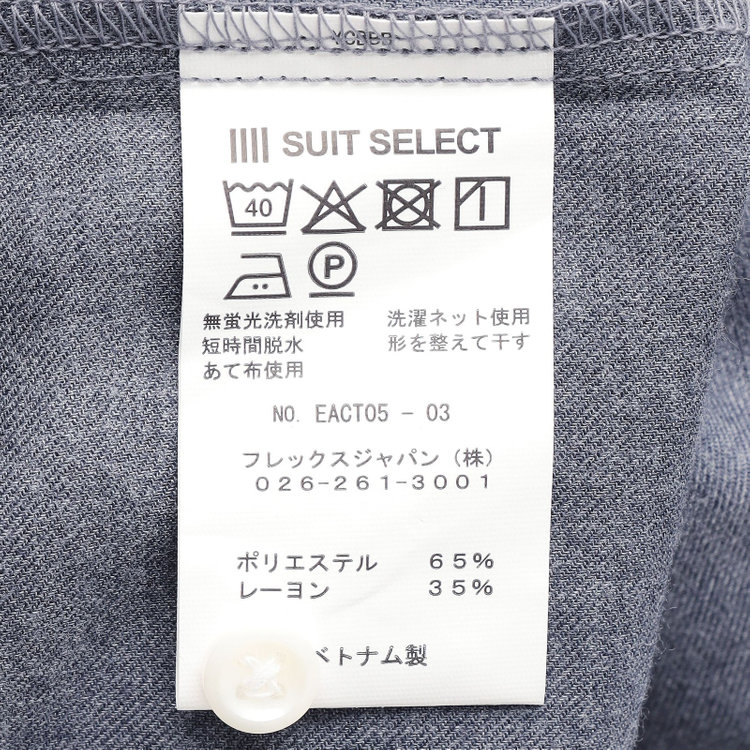 SUIT SELECT
40
P
無蛍光洗剤使用 洗濯ネット使用
短時間脱水 形を整えて干す
あて布使用
NO. EACT05 - 03
フレックスジャパン（株）
026-261-3001
ポリエステル 65%
レーヨン 35%
ベトナム製